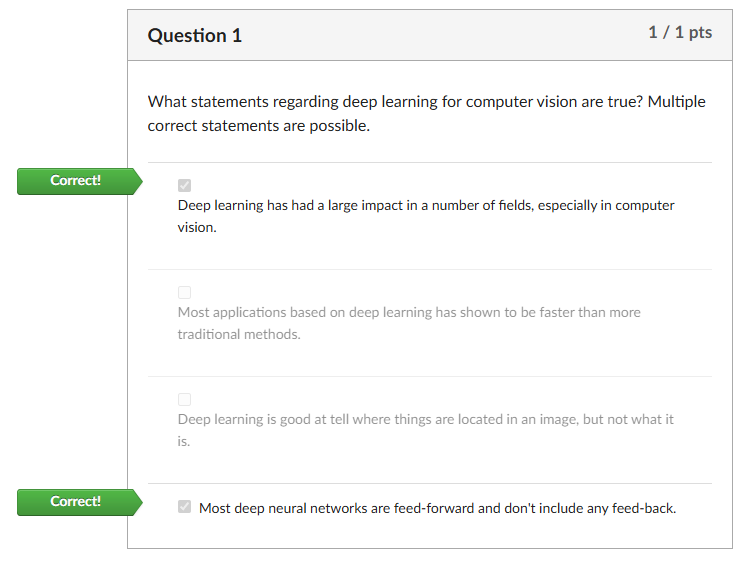 Question 1
1 / 1 pts
What statements regarding deep learning for computer vision are true? Multiple
correct statements are possible.
Correct!
Deep learning has had a large impact in a number of fields, especially in computer
vision.
Most applications based on deep learning has shown to be faster than more
traditional methods.
Deep learning is good at tell where things are located in an image, but not what it
is.
Correct!
Most deep neural networks are feed-forward and don't include any feed-back.